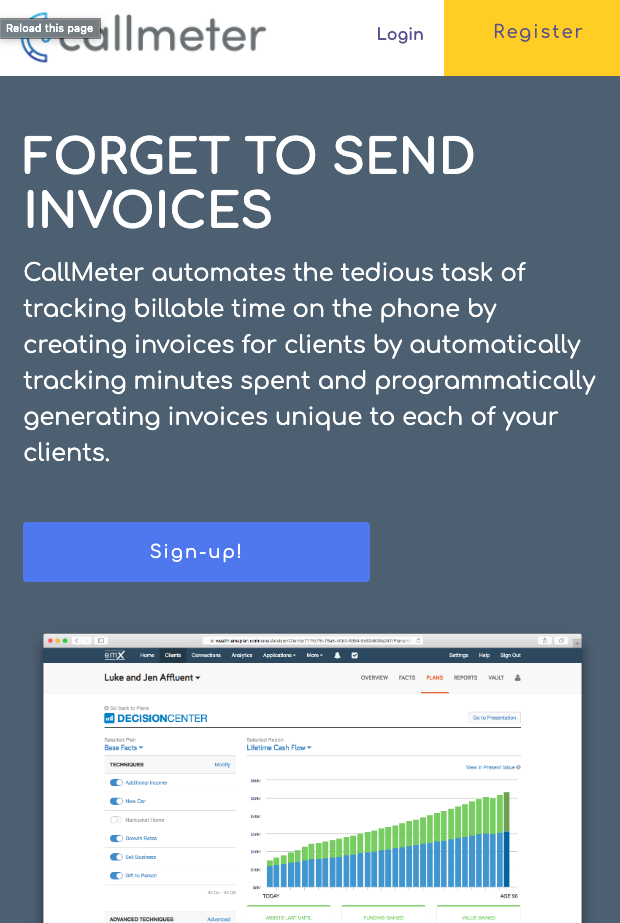 Reload this page
callmeter
Login
Register
FORGET TO SEND
INVOICES
CallMeter automates the tedious task of
tracking billable time on the phone by
creating invoices for clients by automatically
tracking minutes spent and programmatically
generating invoices unique to each of your
clients.
Sign-up!
emX
Home Clients Connections Analytics Applications More Settings Help Sign Out
Luke and Jen Affluent
OVERVIEW FACTS PLANS REPORTS VAULT
Go back to Plans
DECISIONCENTER
Go to Presentation
Selected Plan
Base Facts
Selected Report
Lifetime Cash Flow
TECHNIQUES Modify
View in Present Value
Additional Income
New Car
Nantucket Home
Growth Rates
Sell Business
Gift to Person
TODAY
AGE 90
ADVANCED TECHNIQUES Advanced
ASSETS LAST UNTIL
FUNDING GAINED
VALUE GAINED